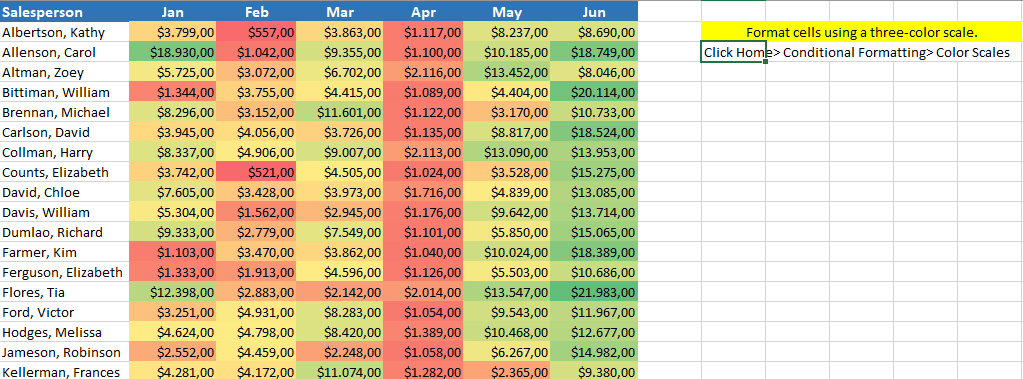 Salesperson Jan Feb Mar Apr May Jun
Albertson, Kathy $3.799,00 $557,00 $3.863,00 $1.117,00 $8.237,00 $8.690,00 Format cells using a three-color scale.
Allenson, Carol $18.930,00 $1.042,00 $9.355,00 $1.100,00 $10.185,00 $18.749,00 Click Home> Conditional Formatting> Color Scales
Altman, Zoey $5.725,00 $3.072,00 $6.702,00 $2.116,00 $13.452,00 $8.046,00
Bittiman, William $1.344,00 $3.755,00 $4.415,00 $1.089,00 $4.404,00 $20.114,00
Brennan, Michael $8.296,00 $3.152,00 $11.601,00 $1.122,00 $3.170,00 $10.733,00
Carlson, David $3.945,00 $4.056,00 $3.726,00 $1.135,00 $8.817,00 $18.524,00
Collman, Harry $8.337,00 $4.906,00 $9.007,00 $2.113,00 $13.090,00 $13.953,00
Counts, Elizabeth $3.742,00 $521,00 $4.505,00 $1.024,00 $3.528,00 $15.275,00
David, Chloe $7.605,00 $3.428,00 $3.973,00 $1.716,00 $4.839,00 $13.085,00
Davis, William $5.304,00 $1.562,00 $2.945,00 $1.176,00 $9.642,00 $13.714,00
Dumlao, Richard $9.333,00 $2.779,00 $7.549,00 $1.101,00 $5.850,00 $15.065,00
Farmer, Kim $1.103,00 $3.470,00 $3.862,00 $1.040,00 $10.024,00 $18.389,00
Ferguson, Elizabeth $1.333,00 $1.913,00 $4.596,00 $1.126,00 $5.503,00 $10.686,00
Flores, Tia $12.398,00 $2.883,00 $2.142,00 $2.014,00 $13.547,00 $21.983,00
Ford, Victor $3.251,00 $4.931,00 $8.283,00 $1.054,00 $9.543,00 $11.967,00
Hodges, Melissa $4.624,00 $4.798,00 $8.420,00 $1.389,00 $10.468,00 $12.677,00
Jameson, Robinson $2.552,00 $4.459,00 $2.248,00 $1.058,00 $6.267,00 $14.982,00
Kellerman, Frances $4.281,00 $4.172,00 $11.074,00 $1.282,00 $2.365,00 $9.380,00